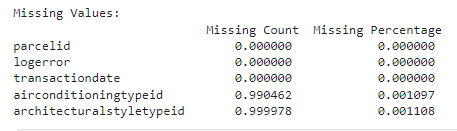 Missing Values:
Missing Count Missing Percentage
parcelid 0.000000 0.000000
logerror 0.000000 0.000000
transactiondate 0.000000 0.000000
airconditioningtypeid 0.990462 0.001097
architecturalstyletypeid 0.999978 0.001108